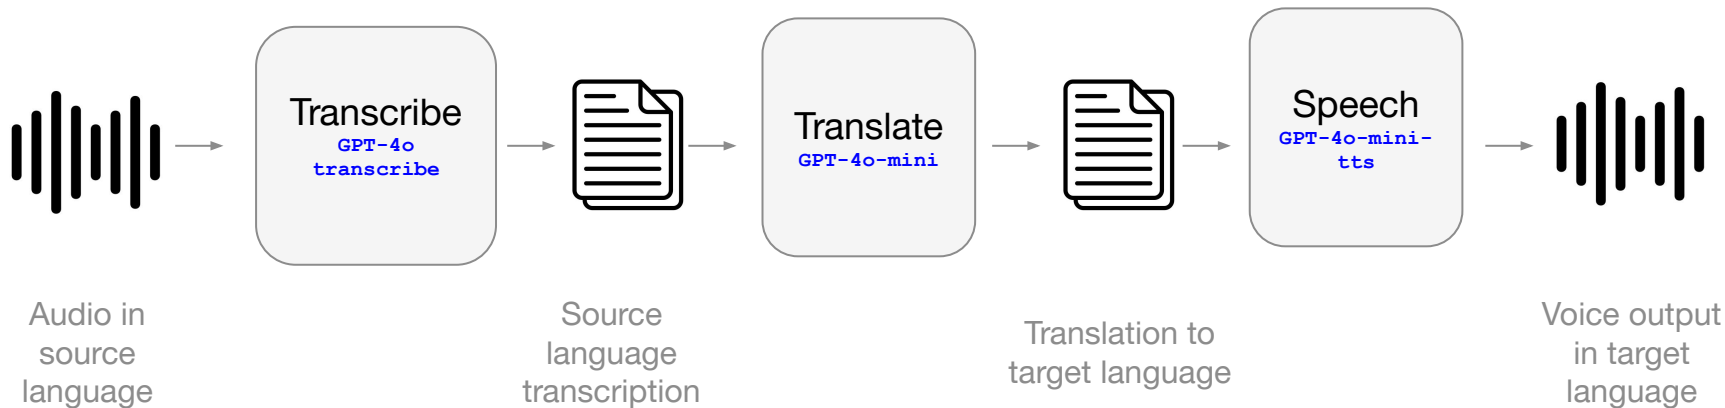 Transcribe
GPT-4o
transcribe
Translate
GPT-4o-mini
Speech
GPT-4o-mini-
tts
Audio in
source
language
Source
language
transcription
Translation to
target language
Voice output
in target
language